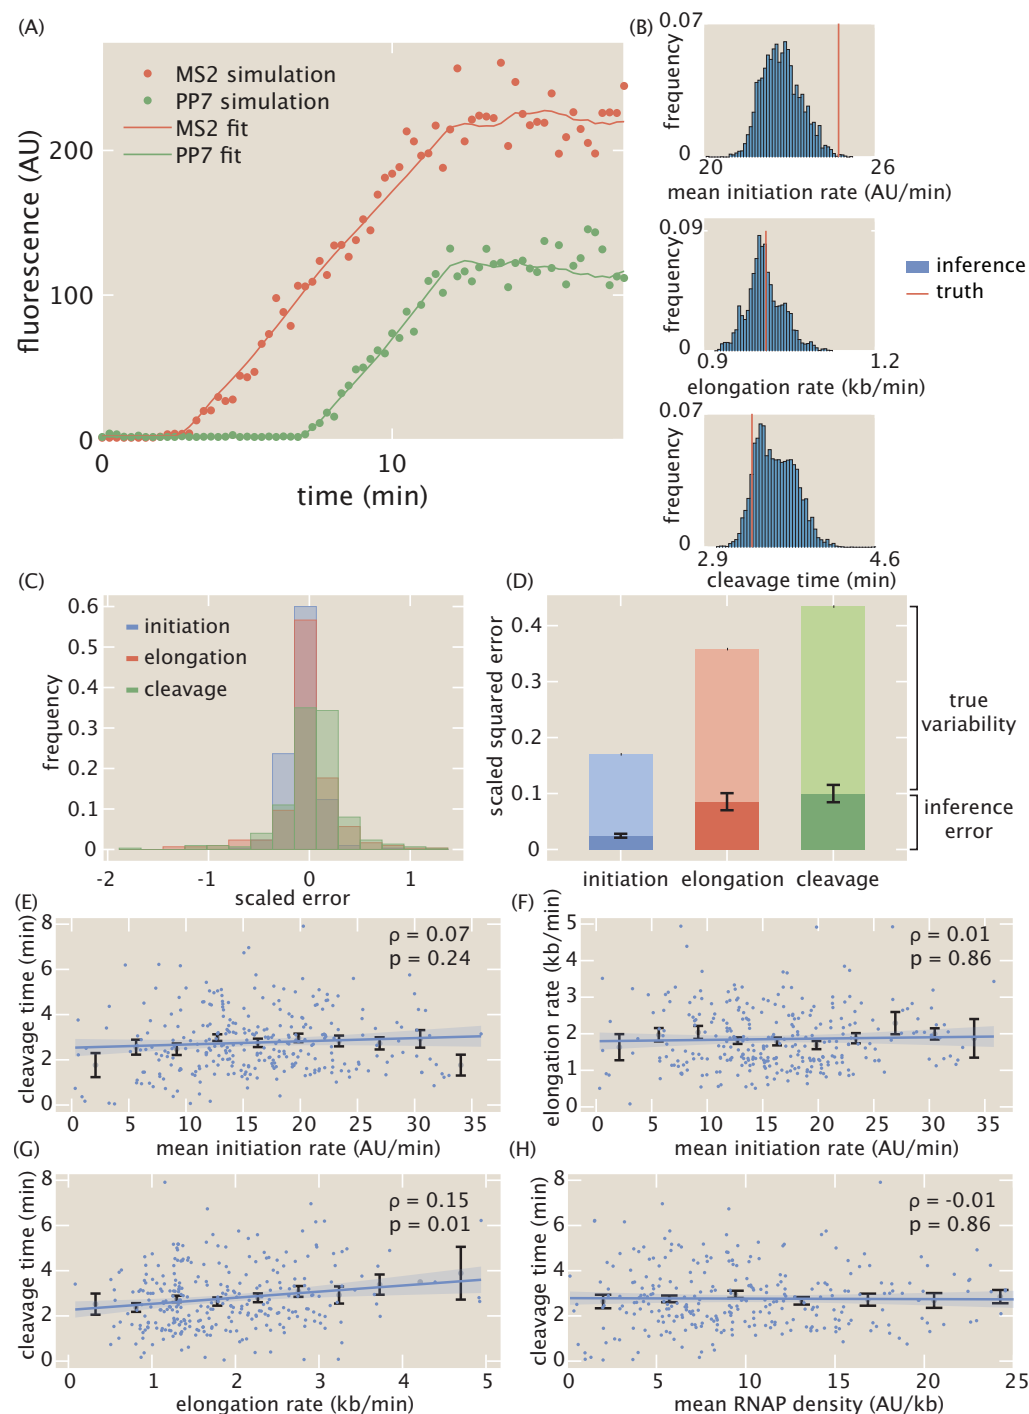 (A)
MS2 simulation
PP7 simulation
MS2 fit
PP7 fit
fluorescence (AU)
200
100
0
0
10
time (min)
(B)
0.07
frequency
0
20
26
mean initiation rate (AU/min)
0.09
frequency
0
0.9
1.2
elongation rate (kb/min)
inference
truth
0.07
frequency
0
2.9
4.6
cleavage time (min)
(C)
frequency
0.6
0.5
0.4
0.3
0.2
0.1
0
initiation
elongation
cleavage
-2
-1
0
1
scaled error
(D)
scaled squared error
0.4
0.3
0.2
0.1
0
initiation
elongation
cleavage
true
variability
inference
error
(E)
cleavage time (min)
8
6
4
2
0
ρ = 0.07
p = 0.24
0 5 10 15 20 25 30 35
mean initiation rate (AU/min)
(F)
elongation rate (kb/min)
5
4
3
2
1
0
ρ = 0.01
p = 0.86
0 5 10 15 20 25 30 35
mean initiation rate (AU/min)
(G)
cleavage time (min)
8
6
4
2
0
ρ = 0.15
p = 0.01
0 1 2 3 4 5
elongation rate (kb/min)
(H)
cleavage time (min)
8
6
4
2
0
ρ = -0.01
p = 0.86
0 5 10 15 20 25
mean RNAP density (AU/kb)